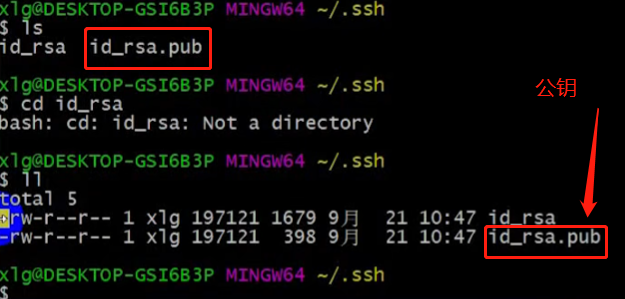 xlg@DESKTOP-GSI6B3P MINGW64 ~/.ssh
$ ls
id_rsa id_rsa.pub
xlg@DESKTOP-GSI6B3P MINGW64 ~/.ssh
$ cd id_rsa
bash: cd: id_rsa: Not a directory
公钥
xlg@DESKTOP-GSI6B3P MINGW64 ~/.ssh
$ ll
total 5
-rw-r--r-- 1 xlg 197121 1679 9月 21 10:47 id_rsa
-rw-r--r-- 1 xlg 197121 398 9月 21 10:47 id_rsa.pub
xlg@DESKTOP-GSI6B3P MINGW64 ~/.ssh
$